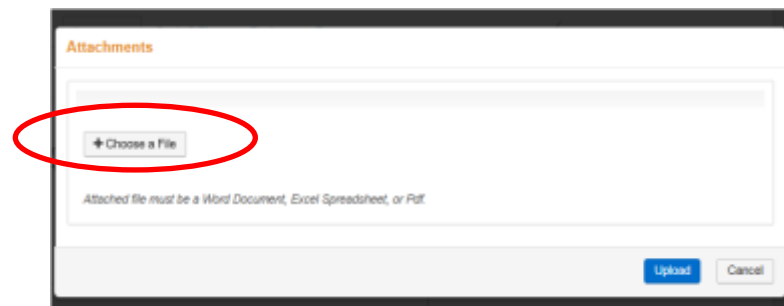 Attachments
+ Choose a File
Attached file must be a Word Document, Excel Spreadsheet, or Pdf.
Upload Cancel